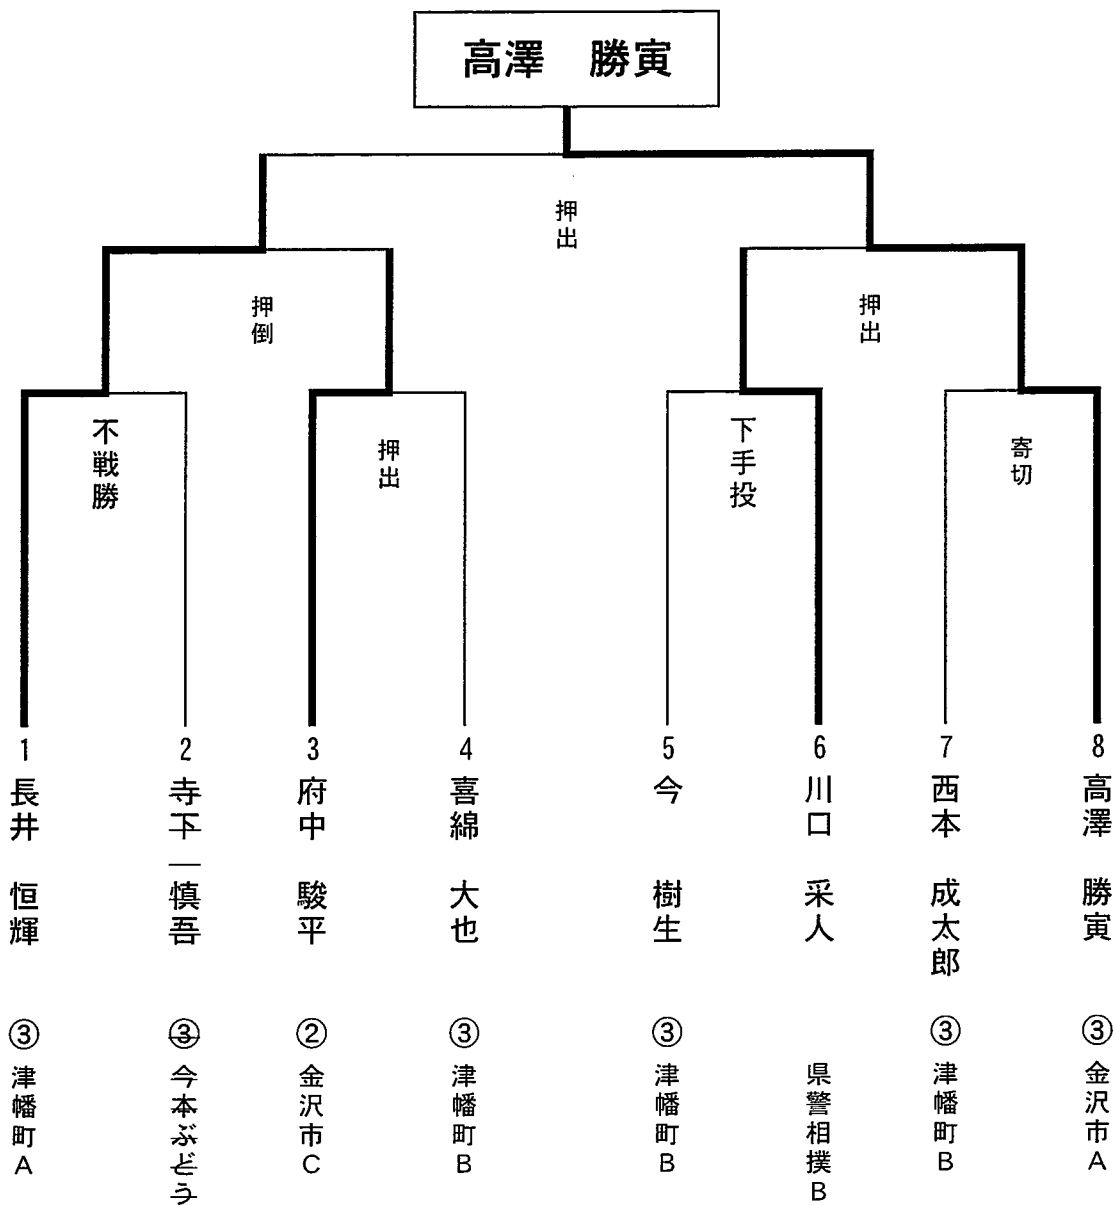 高澤 勝寅
押出
押倒
押出
不戦勝
押出
下手投
寄切
1
2
3
4
5
6
7
8
長井 恒輝
寺下 慎吾
府中 駿平
喜綿 大也
今 樹生
川口 采人
西本 成太郎
高澤 勝寅
③
③
②
③
③
③
③
津幡町A
今本ぶどう
金沢市C
津幡町B
津幡町B
県警相撲B
津幡町B
金沢市A